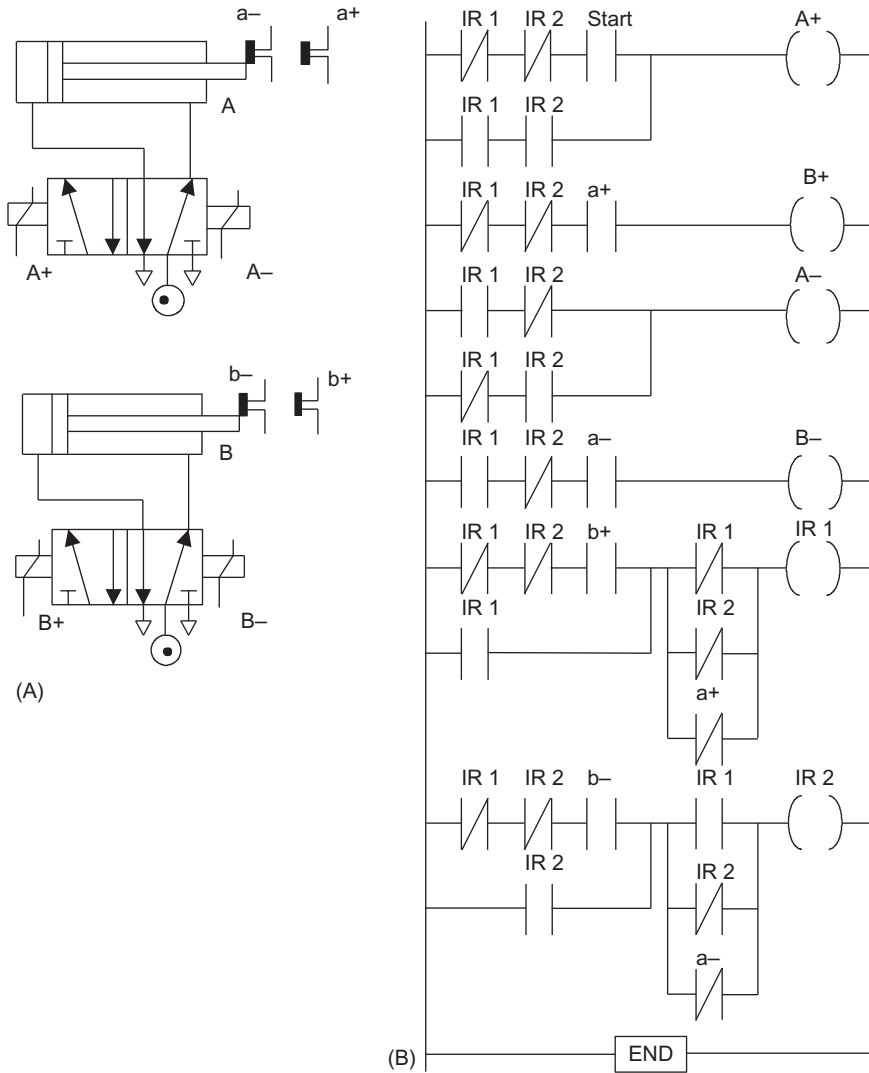 a– a+
A
A+ A–
b– b+
B
B+ B–
(A)
IR 1 IR 2 Start A+
IR 1 IR 2
IR 1 IR 2 a+ B+
IR 1 IR 2 A–
IR 1 IR 2
IR 1 IR 2 a– B–
IR 1 IR 2 b+ IR 1 IR 1
IR 1 IR 2
a+
IR 1 IR 2 b– IR 1 IR 2
IR 2 IR 2
a–
(B) END